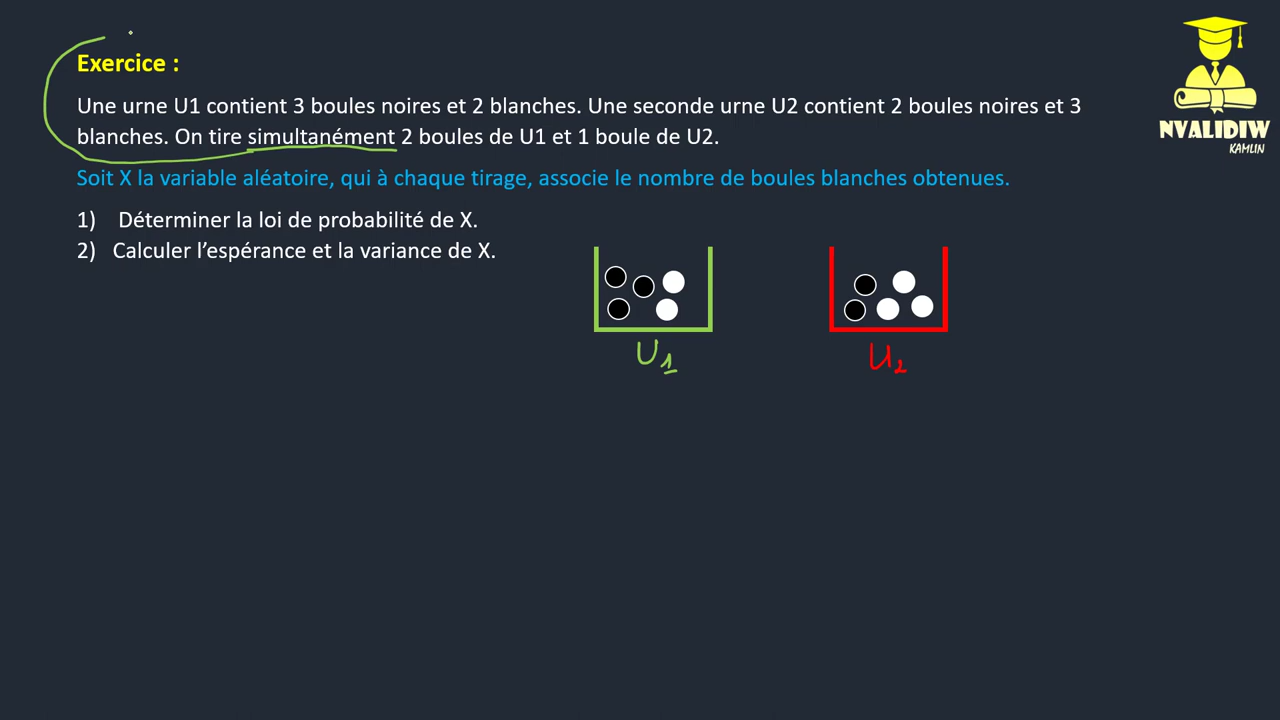 Exercice :
Une urne U1 contient 3 boules noires et 2 blanches. Une seconde urne U2 contient 2 boules noires et 3
blanches. On tire simultanément 2 boules de U1 et 1 boule de U2.
Soit X la variable aléatoire, qui à chaque tirage, associe le nombre de boules blanches obtenues.
1) Déterminer la loi de probabilité de X.
2) Calculer l’espérance et la variance de X.
U1
U2
NVALIDIW
KAMLIN